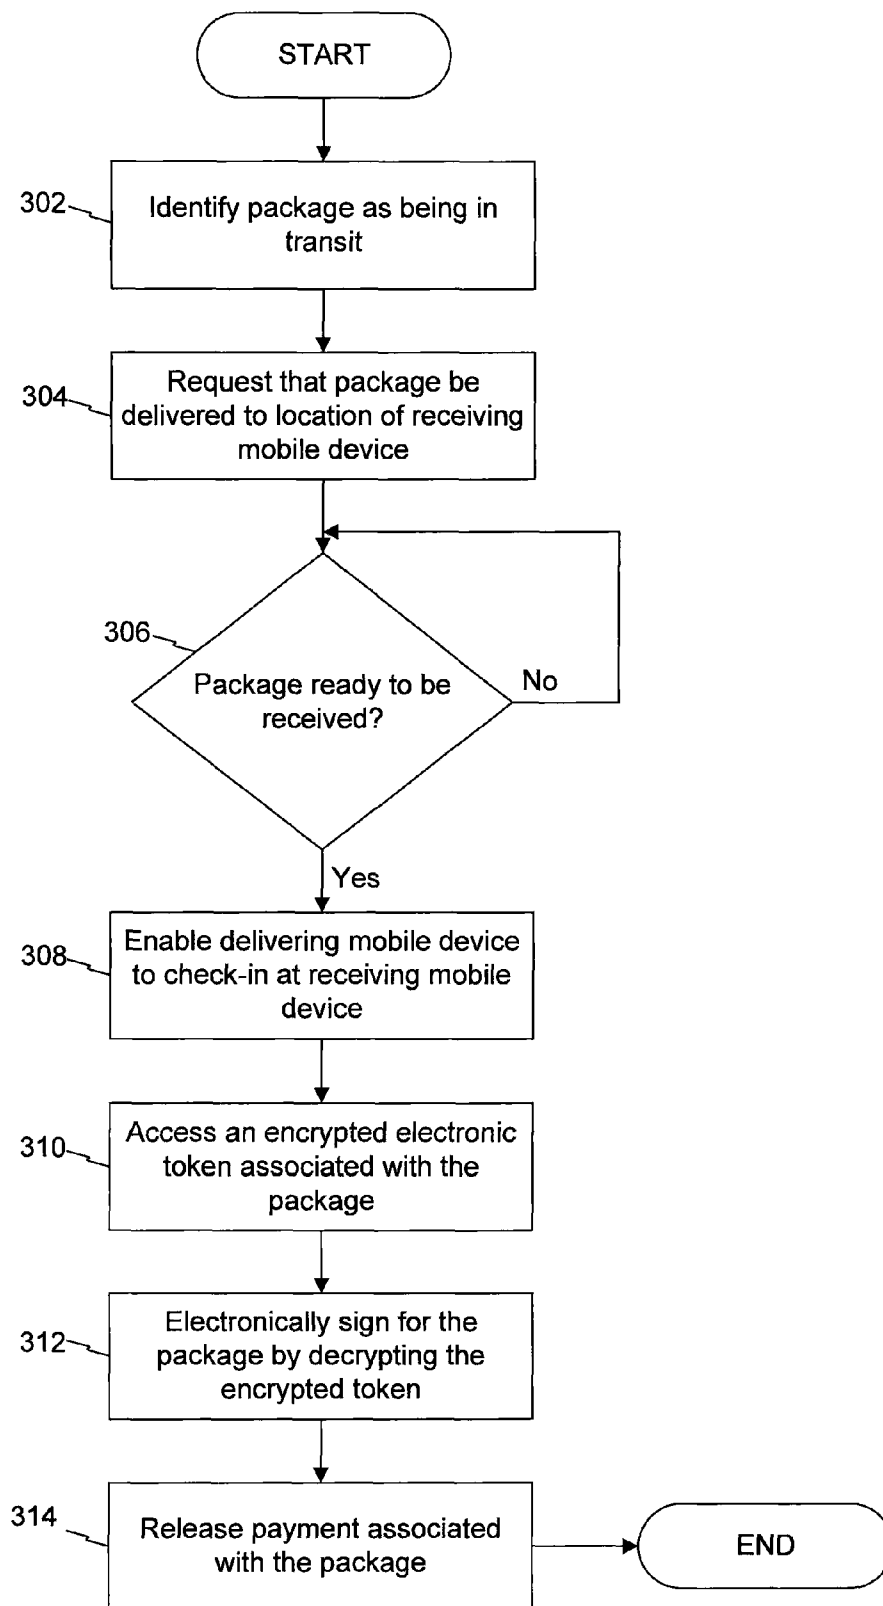 START
302
Identify package as being in
transit
304
Request that package be
delivered to location of receiving
mobile device
306
Package ready to be
received?
No
Yes
308
Enable delivering mobile device
to check-in at receiving mobile
device
310
Access an encrypted electronic
token associated with the
package
312
Electronically sign for the
package by decrypting the
encrypted token
314
Release payment associated
with the package
END